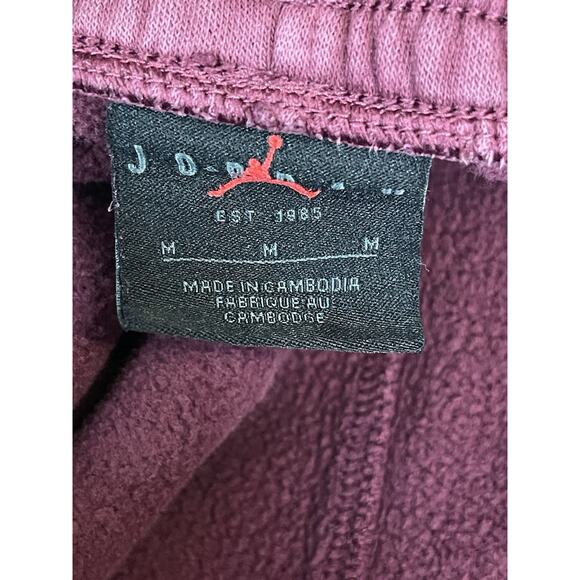 EST 1985
M M M
MADE IN CAMBODIA
FABRIQUE AU
CAMBODGE